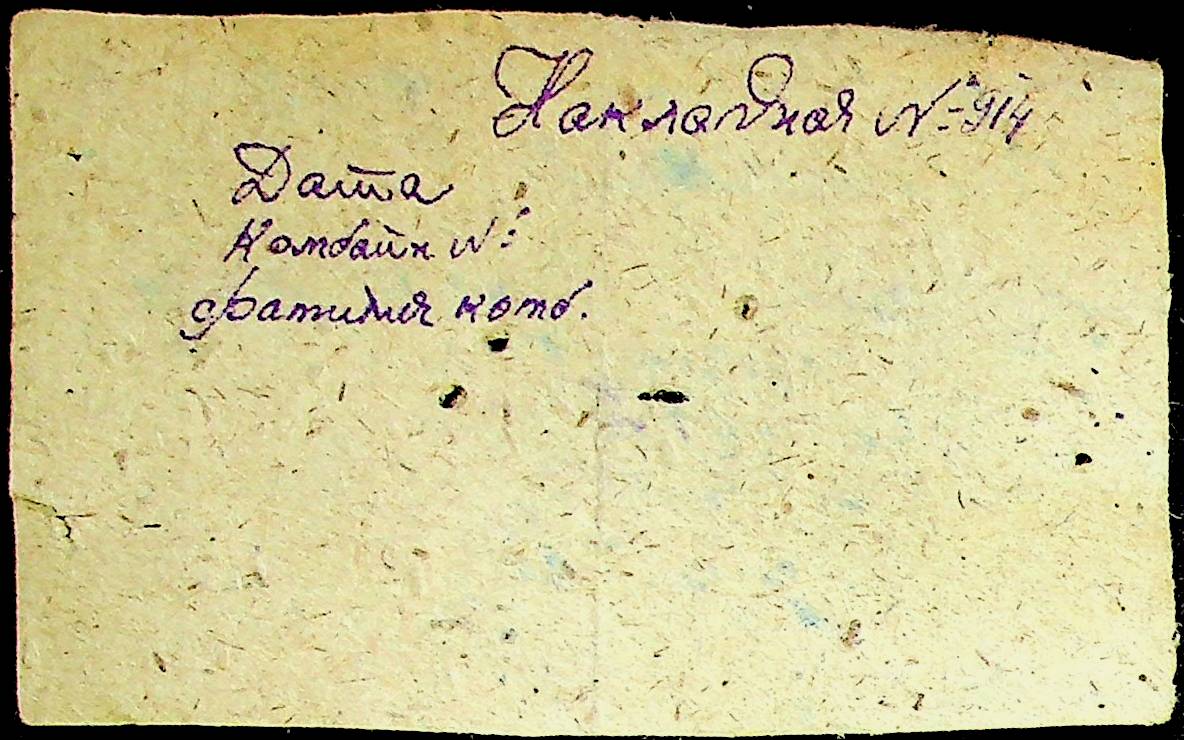 Накладная № 914
Дата
Комбайн №
фамилия комб.